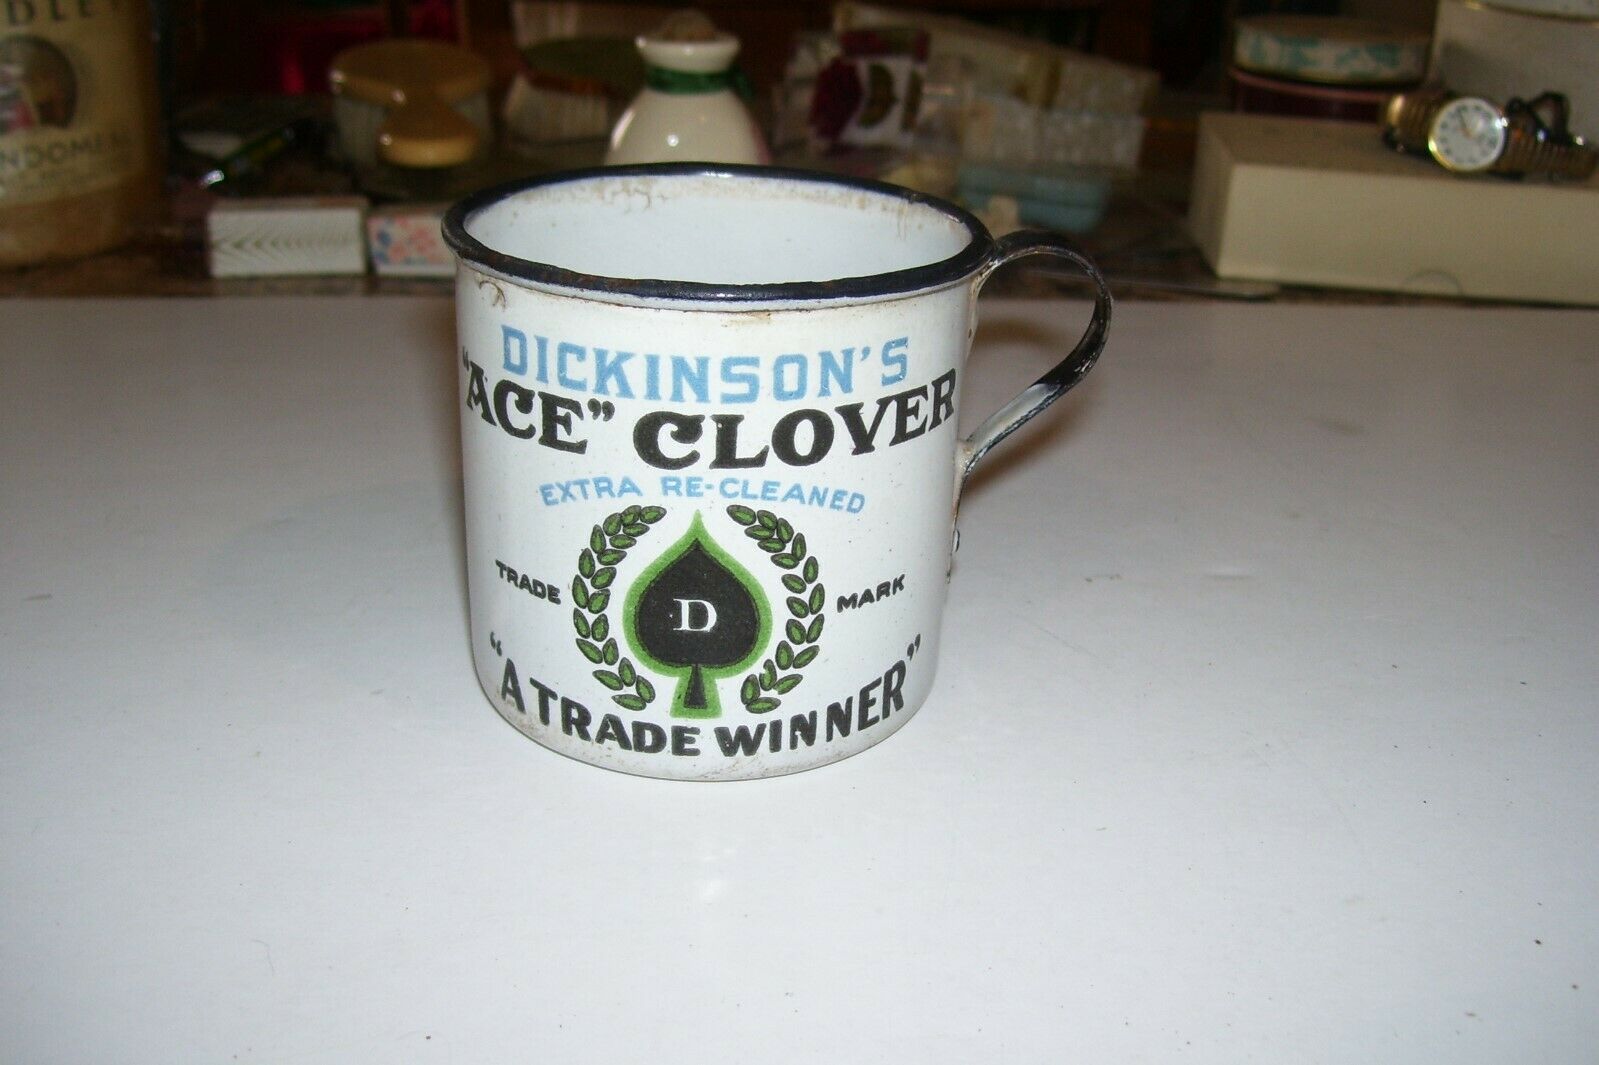 DICKINSON'S
"ACE" CLOVER
EXTRA RE-CLEANED
TRADE MARK
D
"A TRADE WINNER"